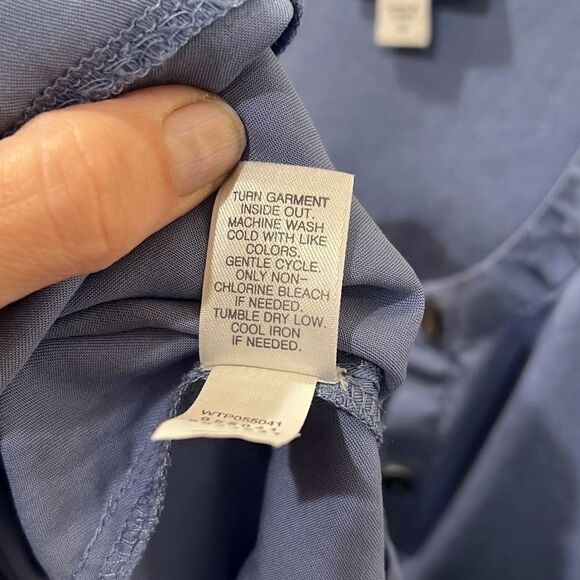 TURN GARMENT
INSIDE OUT.
MACHINE WASH
COLD WITH LIKE
COLORS.
GENTLE CYCLE.
ONLY NON-
CHLORINE BLEACH
IF NEEDED.
TUMBLE DRY LOW.
COOL IRON
IF NEEDED.
WTP055041
055041